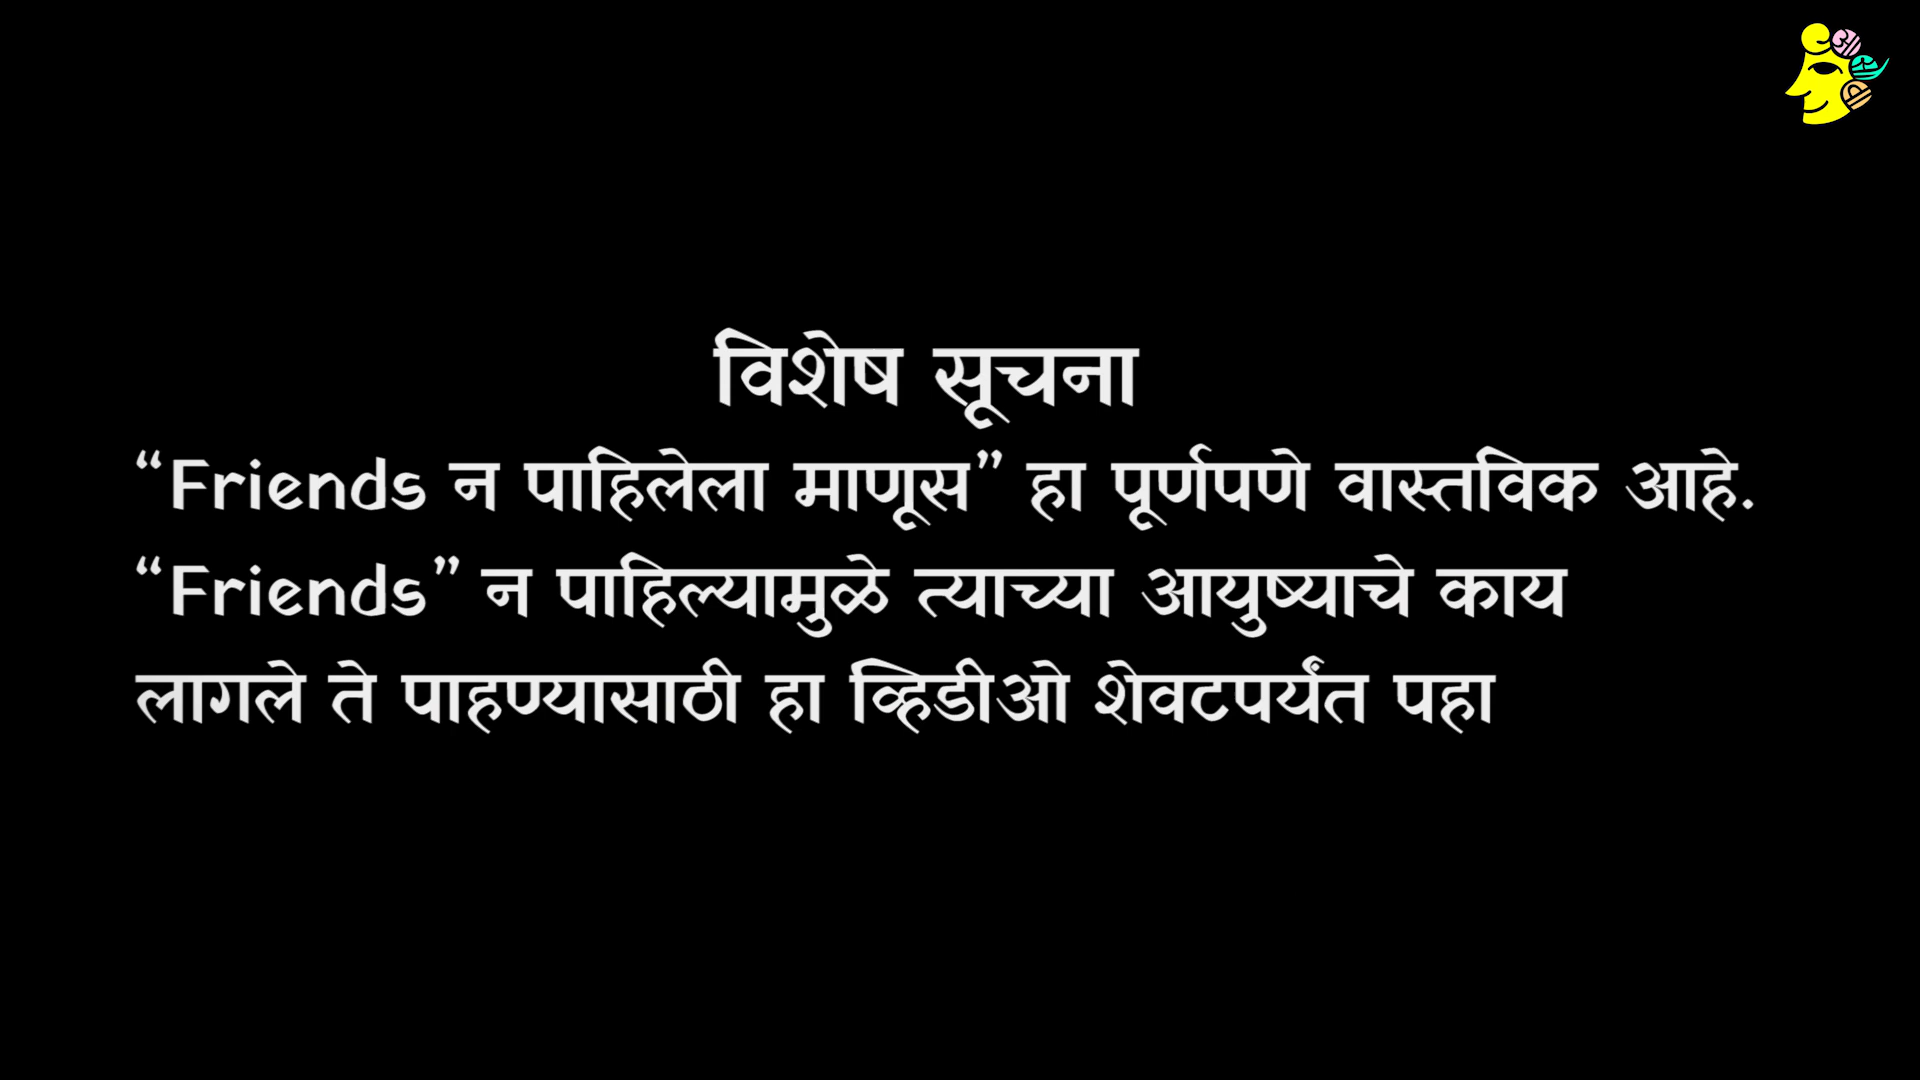 विशेष सूचना
“Friends न पाहिलेला माणूस” हा पूर्णपणे वास्तविक आहे.
“Friends” न पाहिल्यामुळे त्याच्या आयुष्याचे काय
लागले ते पाहण्यासाठी हा व्हिडीओ शेवटपर्यंत पहा